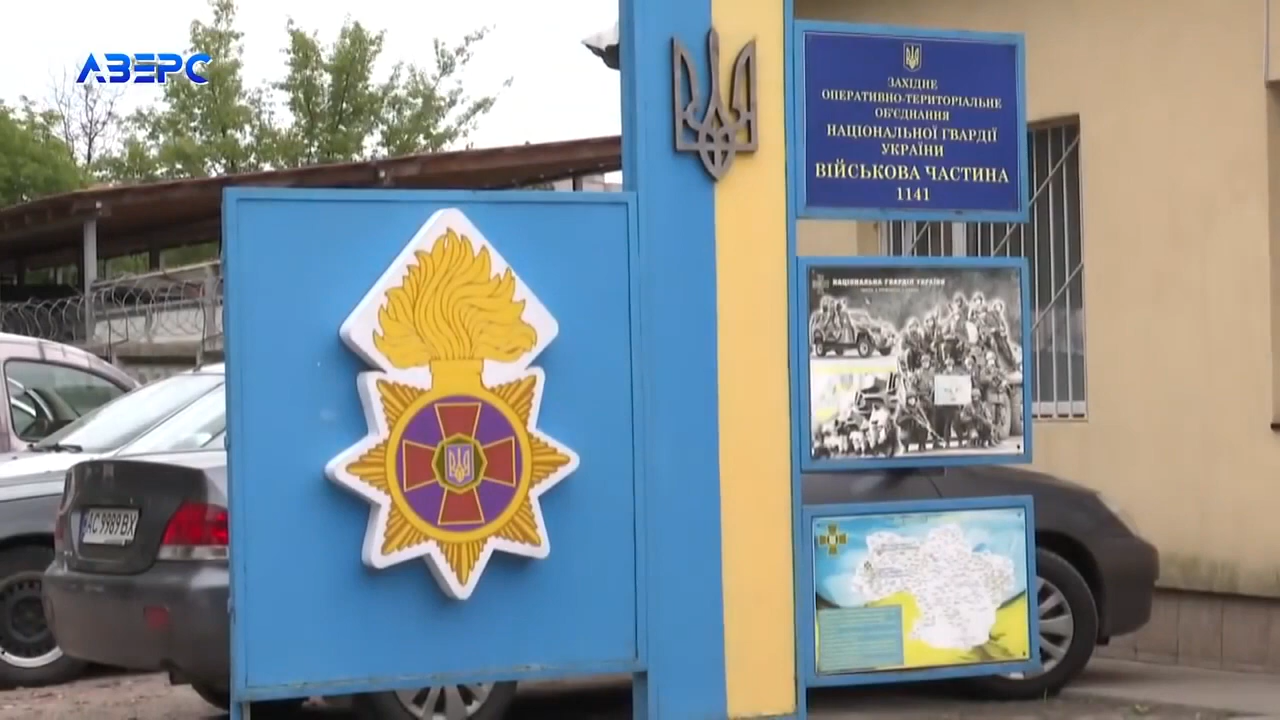 АВЕРС
ЗАХІДНЕ
ОПЕРАТИВНО-ТЕРИТОРІАЛЬНЕ
ОБ'ЄДНАННЯ
НАЦІОНАЛЬНОЇ ГВАРДІЇ
УКРАЇНИ
ВІЙСЬКОВА ЧАСТИНА
1141
НАЦІОНАЛЬНА ГВАРДІЯ УКРАЇНИ
АС 9989 ВХ